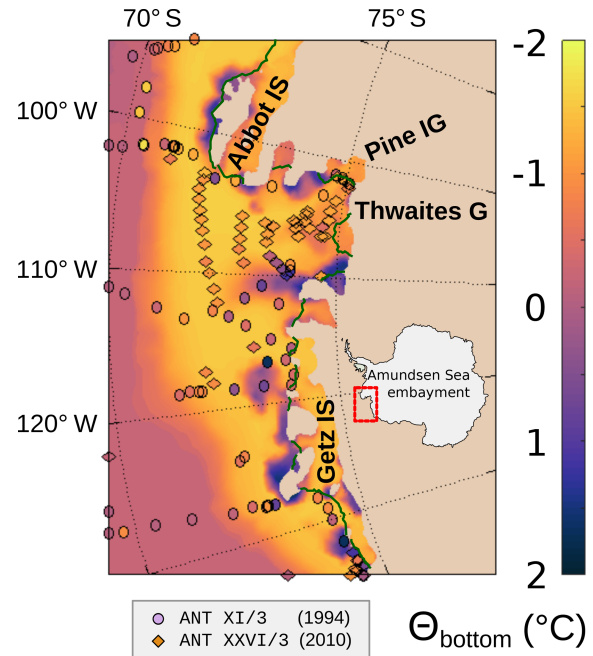 70° S 75° S
100° W
110° W
120° W
Abbot IS
Pine IG
Thwaites G
Getz IS
Amundsen Sea
embayment
-2
-1
0
1
2
Θbottom (°C)
ANT XI/3 (1994)
ANT XXVI/3 (2010)